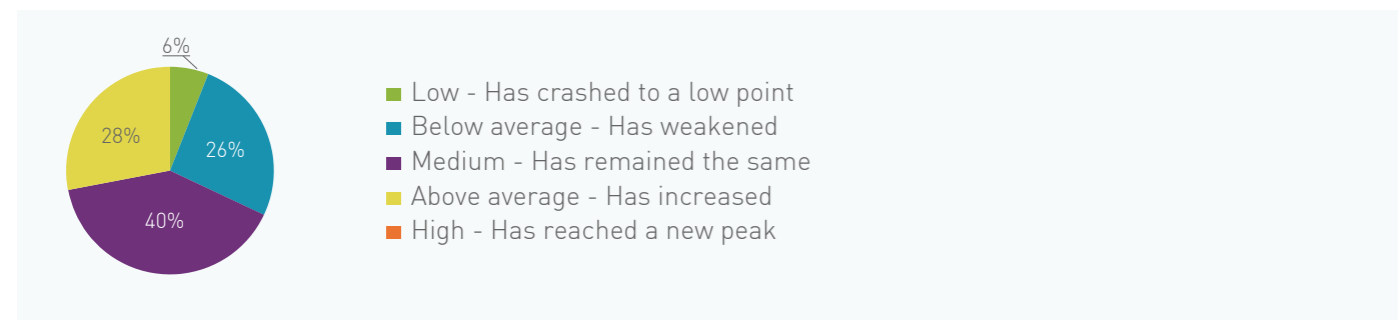 6%
28%
26%
40%
Low - Has crashed to a low point
Below average - Has weakened
Medium - Has remained the same
Above average - Has increased
High - Has reached a new peak